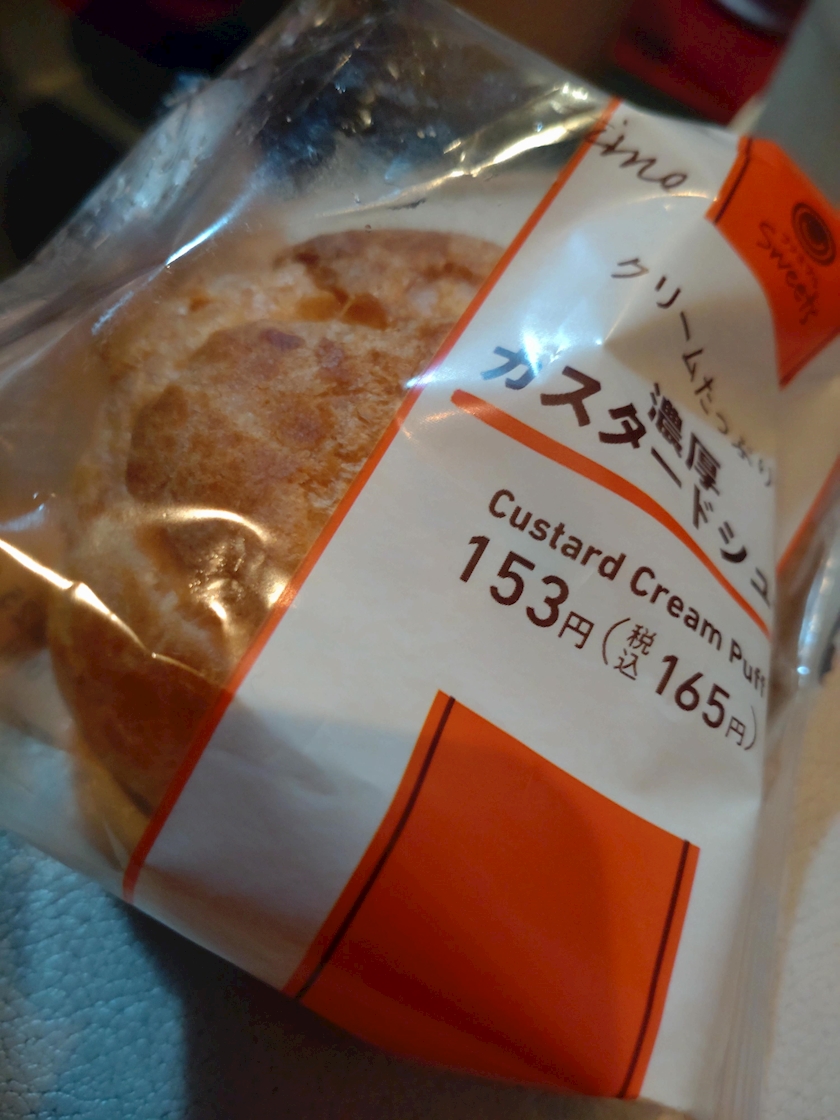 Sweets
クリームたっぷり
濃厚
カスタードシュ
Custard Cream Puff
153円(税込165円)